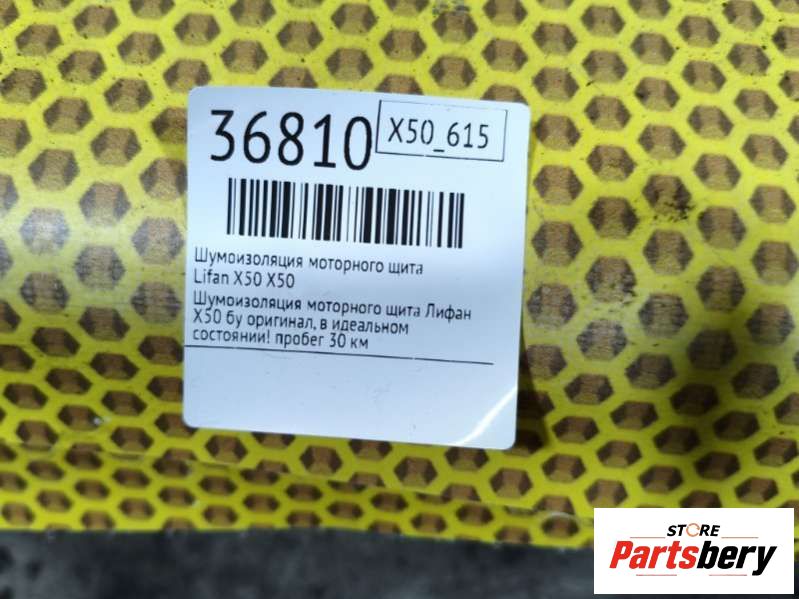 36810
X50_615
Шумоизоляция моторного щита
Lifan X50 X50
Шумоизоляция моторного щита Лифан
Х50 бу оригинал, в идеальном
состоянии! пробег 30 км
STORE
Partsbery